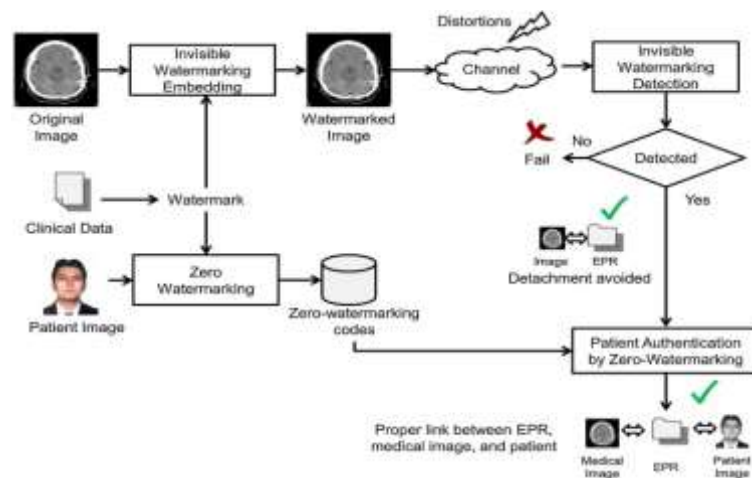 Distortions
Invisible
Watermarking
Embedding
Channel
Invisible
Watermarking
Detection
Original
Image
Watermarked
Image
No
Fail
Detected
Yes
Clinical Data
Watermark
Image
EPR
Detachment avoided
Zero
Watermarking
Patient Image
Zero-watermarking
codes
Patient Authentication
by Zero-Watermarking
Proper link between EPR,
medical image, and patient
Medical
Image
EPR
Patient
Image